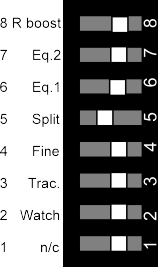 8 R boost 8
7 Eq.2 7
6 Eq.1 6
5 Split 5
4 Fine 4
3 Trac. 3
2 Watch 2
1 n/c 1